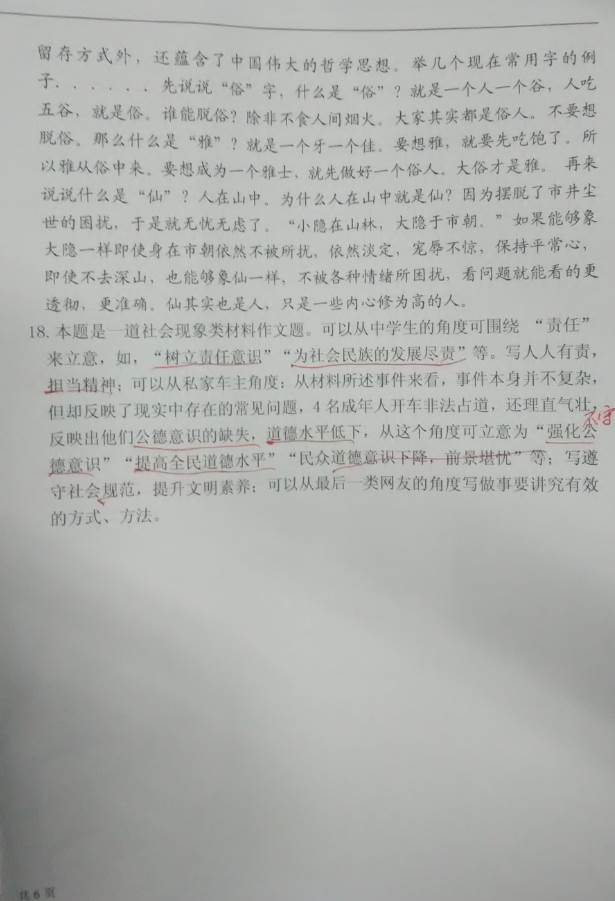 留存方式外，还蕴含了中国伟大的哲学思想。举几个现在常用字的例
子．．．．．．先说说“俗”字，什么是“俗”？就是一个人一个谷，人吃
五谷，就是俗。谁能脱俗？除非不食人间烟火。大家其实都是俗人。不要想
脱俗。那么什么是“雅”？就是一个牙一个佳。要想雅，就要先吃饱了。所
以雅从俗中来。要想成为一个雅士，就先做好一个俗人。大俗才是雅。 再来
说说什么是“仙”？人在山中。为什么人在山中就是仙？因为摆脱了市井尘
世的困扰，于是就无忧无虑了。“小隐在山林，大隐于市朝。”如果能够象
大隐一样即使身在市朝依然不被所扰，依然淡定，宠辱不惊，保持平常心，
即使不去深山，也能够象仙一样，不被各种情绪所困扰，看问题就能看的更
透彻，更准确。仙其实也是人，只是一些内心修为高的人。
18. 本题是一道社会现象类材料作文题。可以从中学生的角度可围绕 “责任”
来立意，如，“树立责任意识”“为社会民族的发展尽责”等。写人人有责，
担当精神；可以从私家车主角度：从材料所述事件来看，事件本身并不复杂，
但却反映了现实中存在的常见问题，4 名成年人开车非法占道，还理直气壮，
反映出他们公德意识的缺失，道德水平低下，从这个角度可立意为“强化公
德意识”“提高全民道德水平”“民众道德意识下降，前景堪忧”等；写遵
守社会规范，提升文明素养；可以从最后一类网友的角度写做事要讲究有效
的方式、方法。
共 6 页